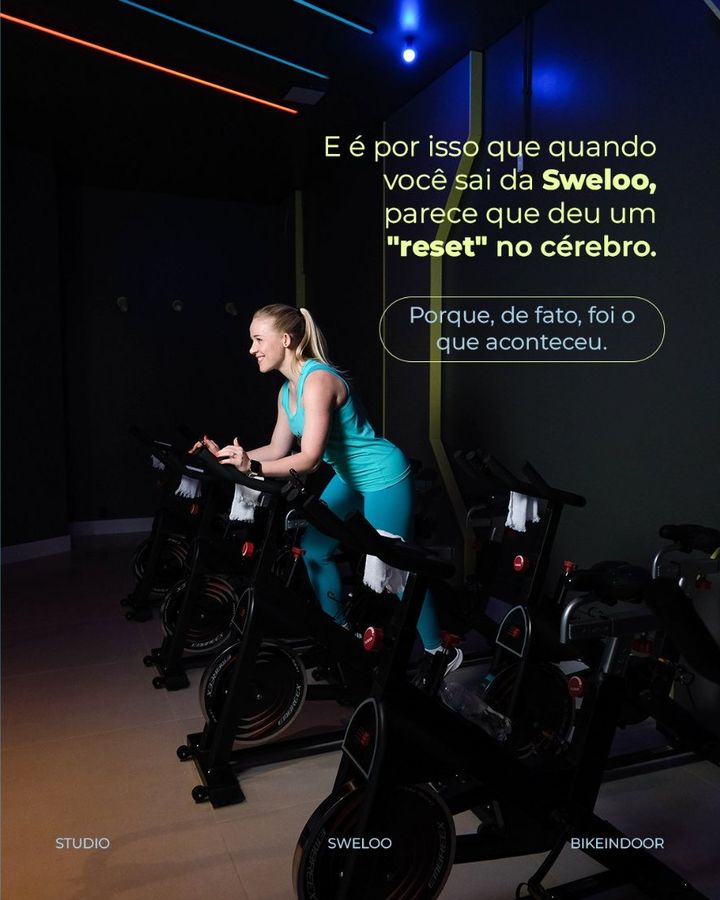 E é por isso que quando
você sai da Sweloo,
parece que deu um
"reset" no cérebro.
Porque, de fato, foi o
que aconteceu.
STUDIO
SWELOO
BIKEINDOOR